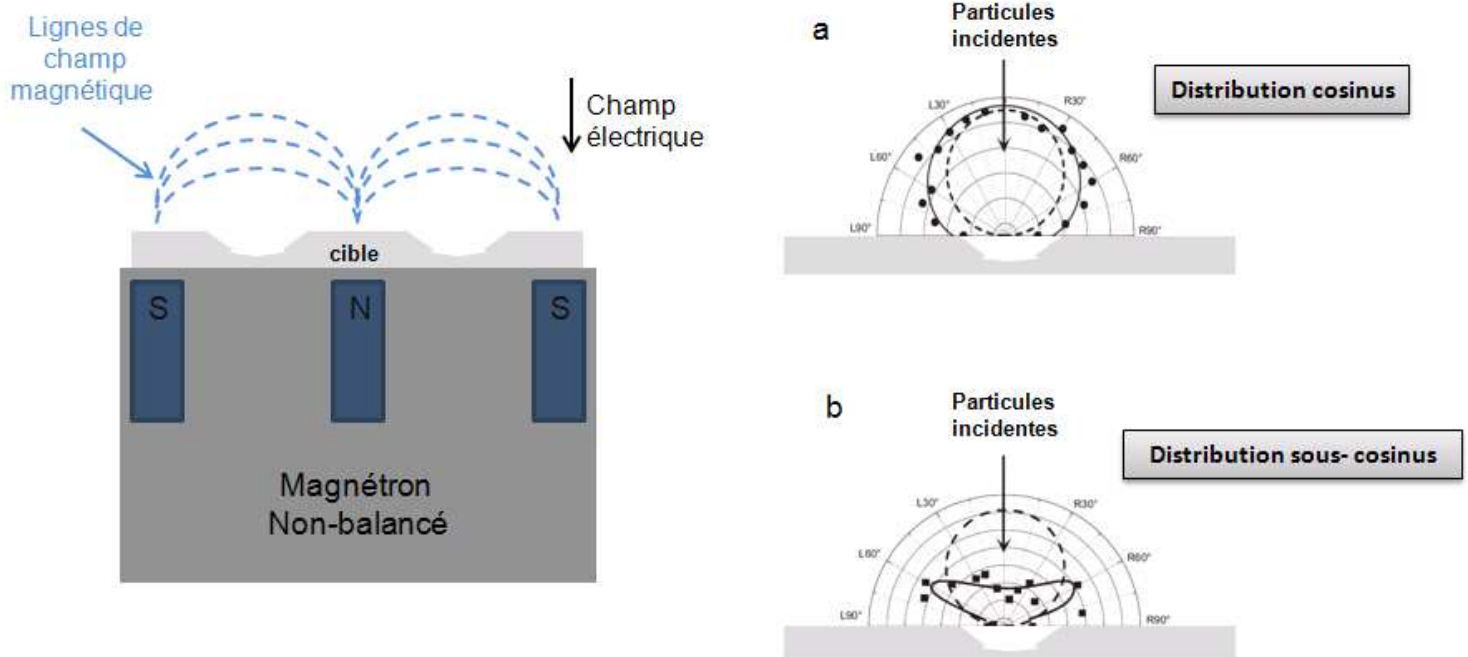 Lignes de
champ
magnétique
Champ
électrique
cible
S
N
S
Magnétron
Non-balancé
a
Particules
incidentes
Distribution cosinus
L30°
R30°
L60°
R60°
L90°
R90°
b
Particules
incidentes
Distribution sous- cosinus
L30°
R30°
L60°
R60°
L90°
R90°